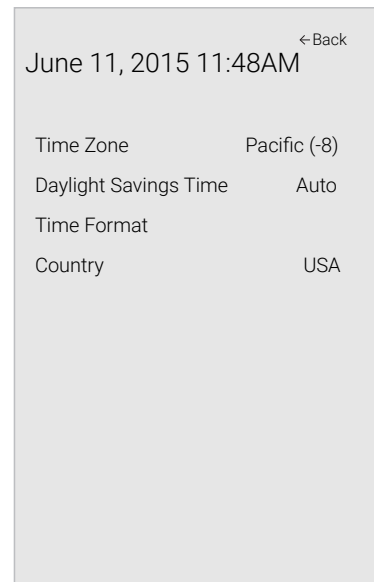 ←Back
June 11, 2015 11:48AM
Time Zone Pacific (-8)
Daylight Savings Time Auto
Time Format
Country USA